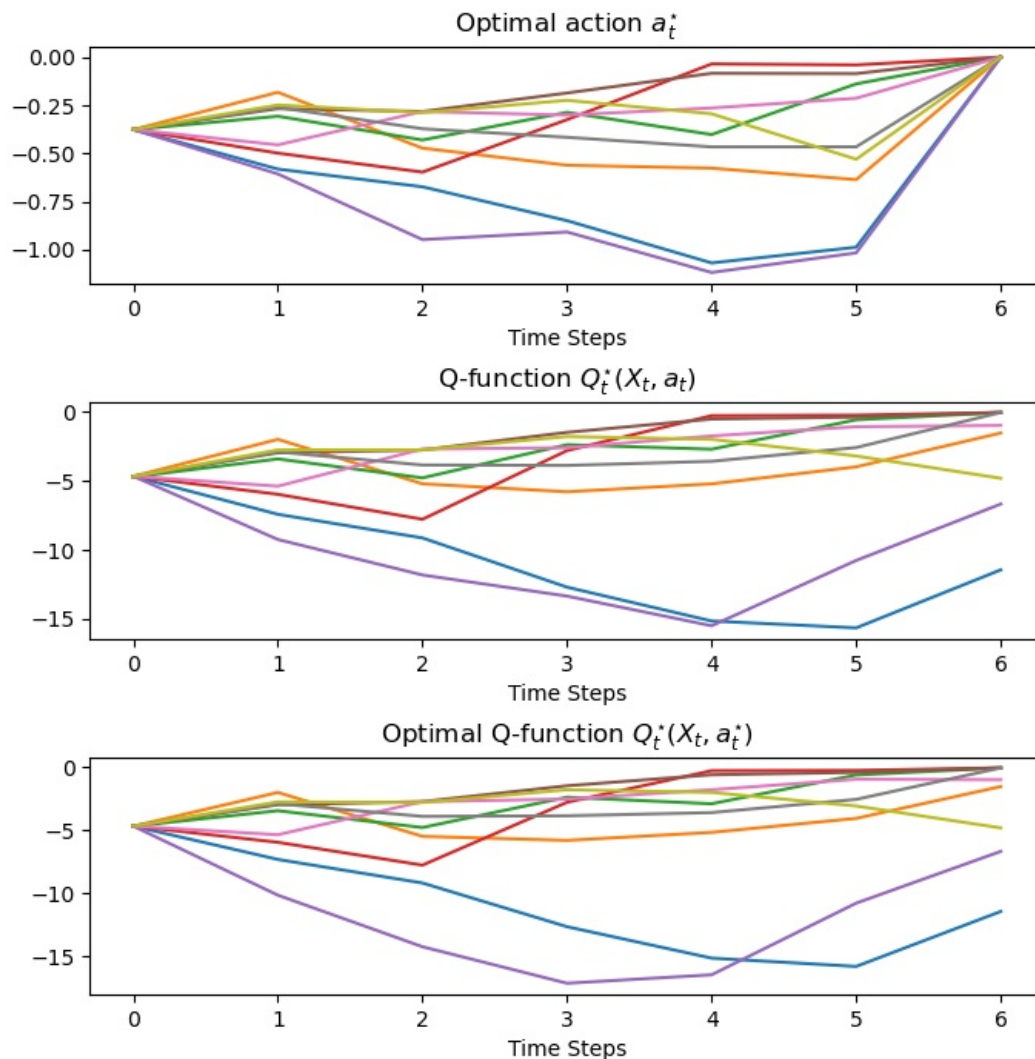 Optimal action $a_t^\star$
0.00
−0.25
−0.50
−0.75
−1.00
0 1 2 3 4 5 6
Time Steps
Q-function $Q_t^\star(X_t, a_t)$
0
−5
−10
−15
0 1 2 3 4 5 6
Time Steps
Optimal Q-function $Q_t^\star(X_t, a_t^\star)$
0
−5
−10
−15
0 1 2 3 4 5 6
Time Steps